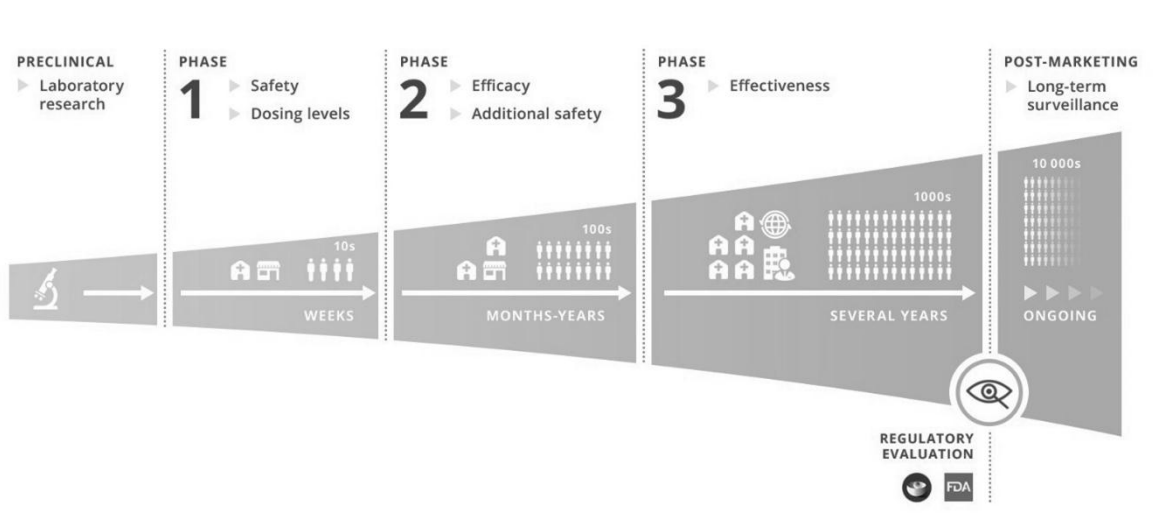 PRECLINICAL
Laboratory
research
PHASE
1
Safety
Dosing levels
PHASE
2
Efficacy
Additional safety
PHASE
3
Effectiveness
POST-MARKETING
Long-term
surveillance
10s
WEEKS
100s
MONTHS-YEARS
1000s
SEVERAL YEARS
10 000s
ONGOING
REGULATORY
EVALUATION
FDA